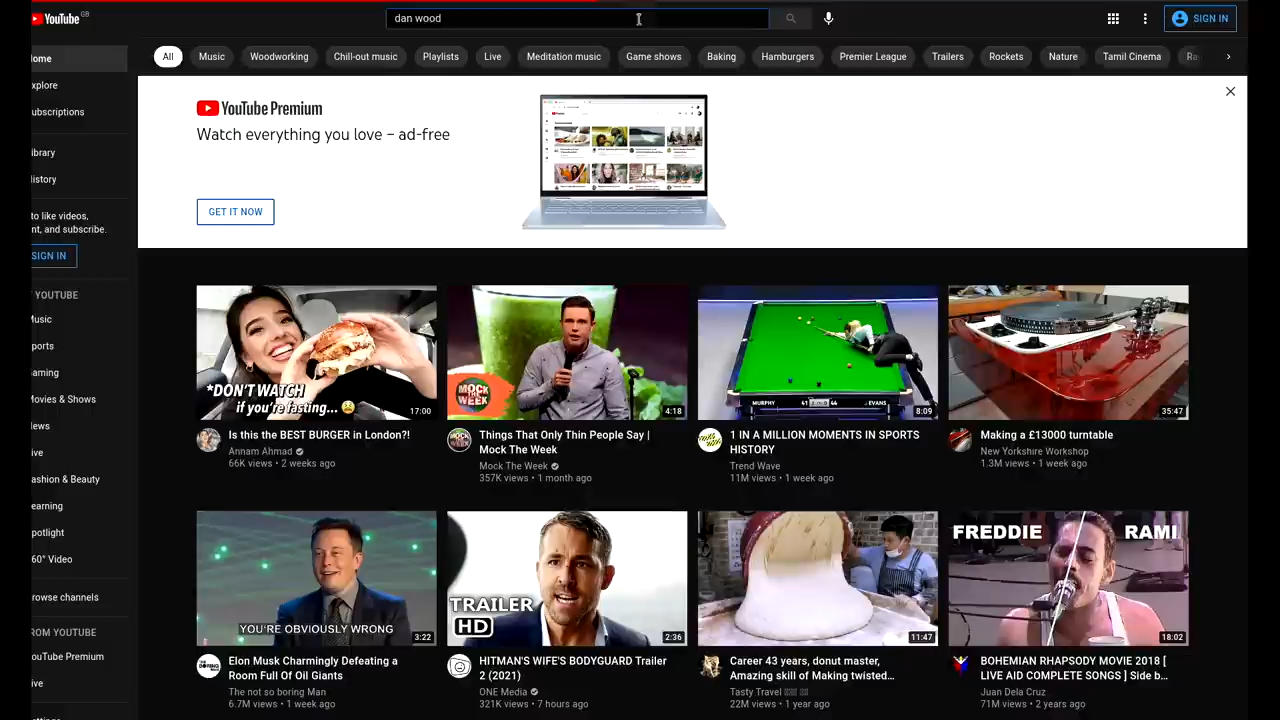 YouTube GB
dan wood
SIGN IN
All
Music
Woodworking
Chill-out music
Playlists
Live
Meditation music
Game shows
Baking
Hamburgers
Premier League
Trailers
Rockets
Nature
Tamil Cinema
Ra
ome
xplore
ubscriptions
ibrary
istory
to like videos,
nt, and subscribe.
SIGN IN
YOUTUBE
usic
ports
aming
ovies & Shows
ews
ive
ashion & Beauty
earning
potlight
60° Video
rowse channels
ROM YOUTUBE
ouTube Premium
ive
YouTube Premium
Watch everything you love – ad-free
GET IT NOW
*DON'T WATCH
if you're fasting...
17:00
Is this the BEST BURGER in London?!
Annam Ahmad
66K views • 2 weeks ago
MOCK
THE
WEEK
4:18
Things That Only Thin People Say |
Mock The Week
Mock The Week
357K views • 1 month ago
MURPHY 41 44 EVANS
8:09
1 IN A MILLION MOMENTS IN SPORTS
HISTORY
Trend Wave
11M views • 1 week ago
35:47
Making a £13000 turntable
New Yorkshire Workshop
1.3M views • 1 week ago
YOU'RE OBVIOUSLY WRONG
3:22
Elon Musk Charmingly Defeating a
Room Full Of Oil Giants
The not so boring Man
6.7M views • 1 week ago
TRAILER
HD
2:36
HITMAN'S WIFE'S BODYGUARD Trailer
2 (2021)
ONE Media
321K views • 7 hours ago
11:47
Career 43 years, donut master,
Amazing skill of Making twisted...
Tasty Travel
22M views • 1 year ago
FREDDIE RAMI
18:02
BOHEMIAN RHAPSODY MOVIE 2018 [
LIVE AID COMPLETE SONGS ] Side b...
Juan Dela Cruz
71M views • 2 years ago